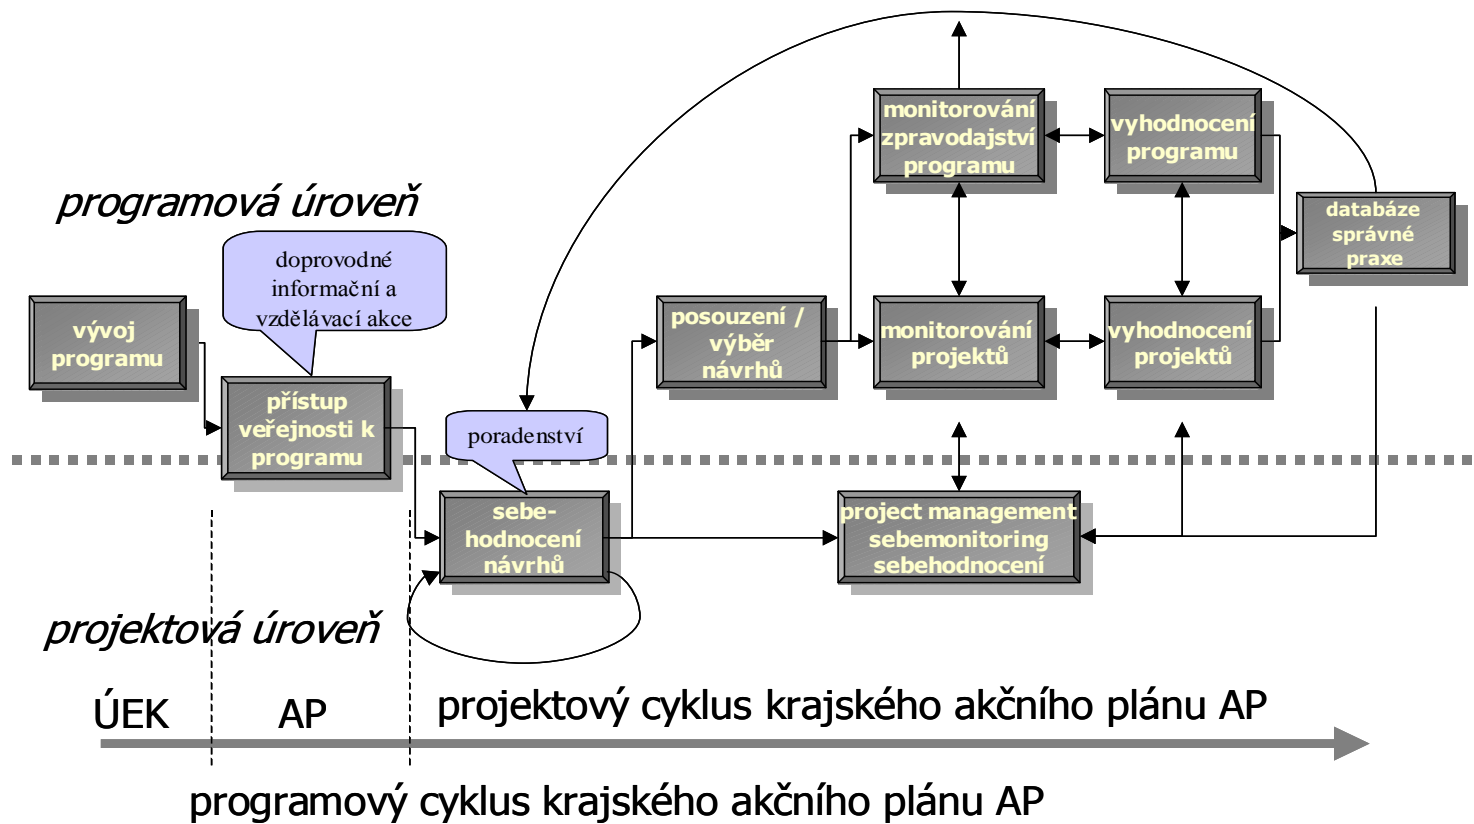 monitorování
zpravodajství
programu
vyhodnocení
programu
programová úroveň
databáze
správné
praxe
doprovodné
informační a
vzdělávací akce
vývoj
programu
posouzení /
výběr
návrhů
monitorování
projektů
vyhodnocení
projektů
přístup
veřejnosti k
programu
poradenství
sebe-
hodnocení
návrhů
project management
sebemonitoring
sebehodnocení
projektová úroveň
ÚEK
AP
projektový cyklus krajského akčního plánu AP
programový cyklus krajského akčního plánu AP